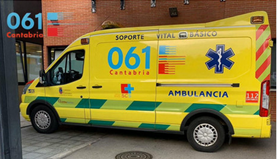 061
Cantabria
SOPORTE VITAL BÁSICO
061
Cantabria
AMBULANCIA
112